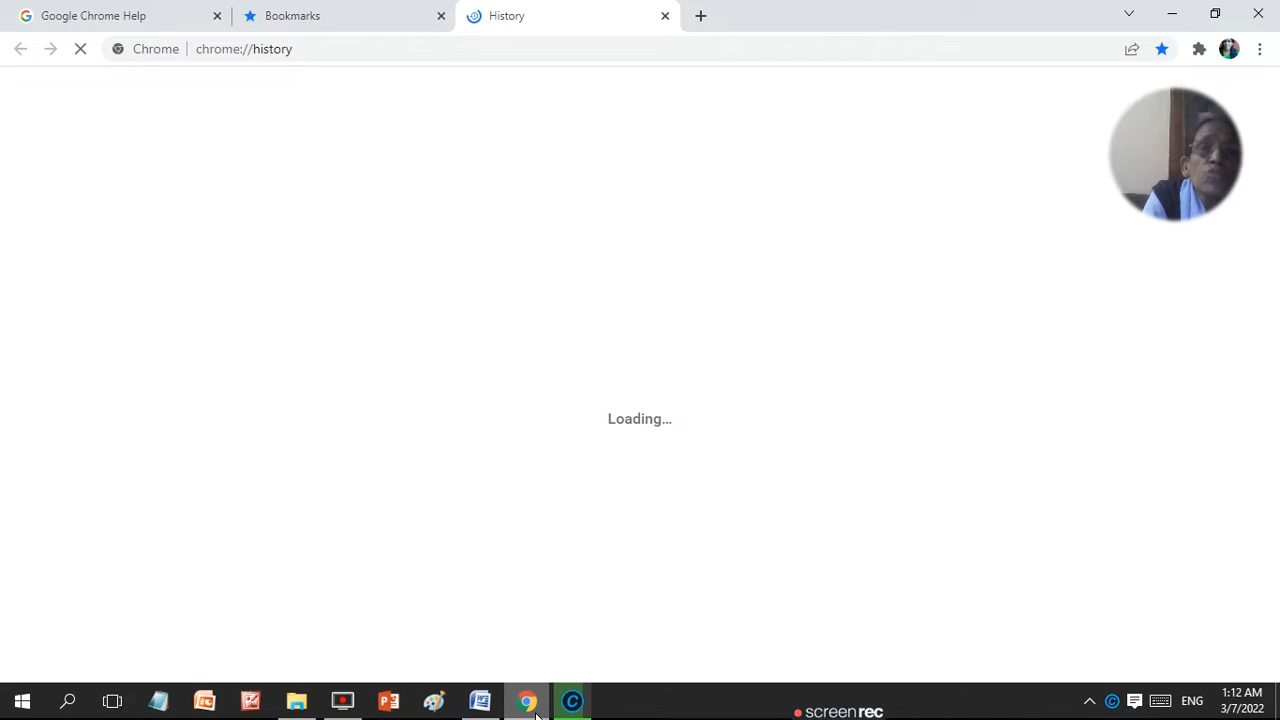 Google Chrome Help
Bookmarks
History
Chrome chrome://history
Loading...
ENG
1:12 AM
3/7/2022
screenrec